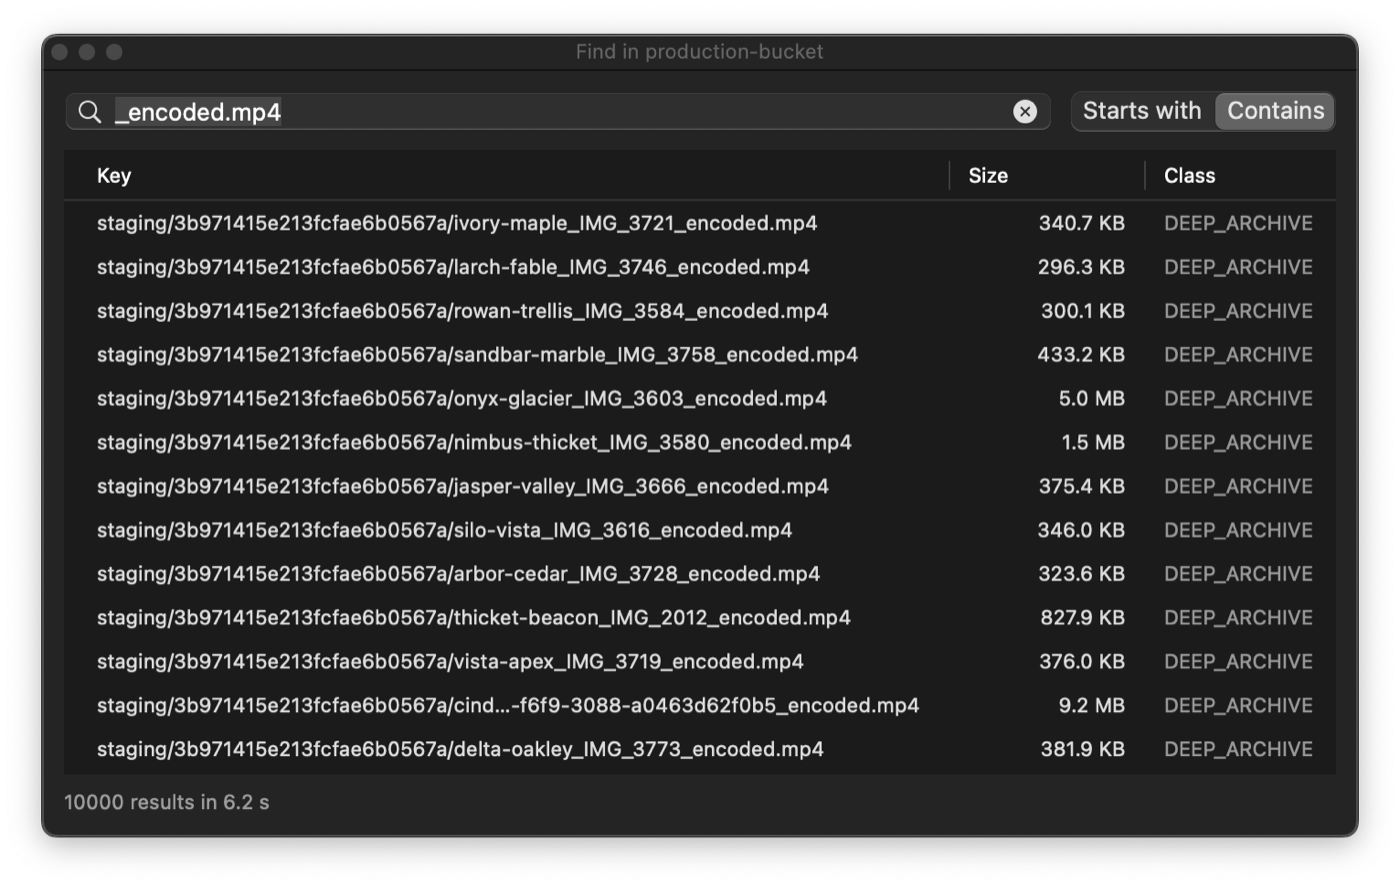 Find in production-bucket
_encoded.mp4
Starts with Contains
Key Size Class
staging/3b971415e213fcfae6b0567a/ivory-maple_IMG_3721_encoded.mp4 340.7 KB DEEP_ARCHIVE
staging/3b971415e213fcfae6b0567a/larch-fable_IMG_3746_encoded.mp4 296.3 KB DEEP_ARCHIVE
staging/3b971415e213fcfae6b0567a/rowan-trellis_IMG_3584_encoded.mp4 300.1 KB DEEP_ARCHIVE
staging/3b971415e213fcfae6b0567a/sandbar-marble_IMG_3758_encoded.mp4 433.2 KB DEEP_ARCHIVE
staging/3b971415e213fcfae6b0567a/onyx-glacier_IMG_3603_encoded.mp4 5.0 MB DEEP_ARCHIVE
staging/3b971415e213fcfae6b0567a/nimbus-thicket_IMG_3580_encoded.mp4 1.5 MB DEEP_ARCHIVE
staging/3b971415e213fcfae6b0567a/jasper-valley_IMG_3666_encoded.mp4 375.4 KB DEEP_ARCHIVE
staging/3b971415e213fcfae6b0567a/silo-vista_IMG_3616_encoded.mp4 346.0 KB DEEP_ARCHIVE
staging/3b971415e213fcfae6b0567a/arbor-cedar_IMG_3728_encoded.mp4 323.6 KB DEEP_ARCHIVE
staging/3b971415e213fcfae6b0567a/thicket-beacon_IMG_2012_encoded.mp4 827.9 KB DEEP_ARCHIVE
staging/3b971415e213fcfae6b0567a/vista-apex_IMG_3719_encoded.mp4 376.0 KB DEEP_ARCHIVE
staging/3b971415e213fcfae6b0567a/cind...-f6f9-3088-a0463d62f0b5_encoded.mp4 9.2 MB DEEP_ARCHIVE
staging/3b971415e213fcfae6b0567a/delta-oakley_IMG_3773_encoded.mp4 381.9 KB DEEP_ARCHIVE
10000 results in 6.2 s